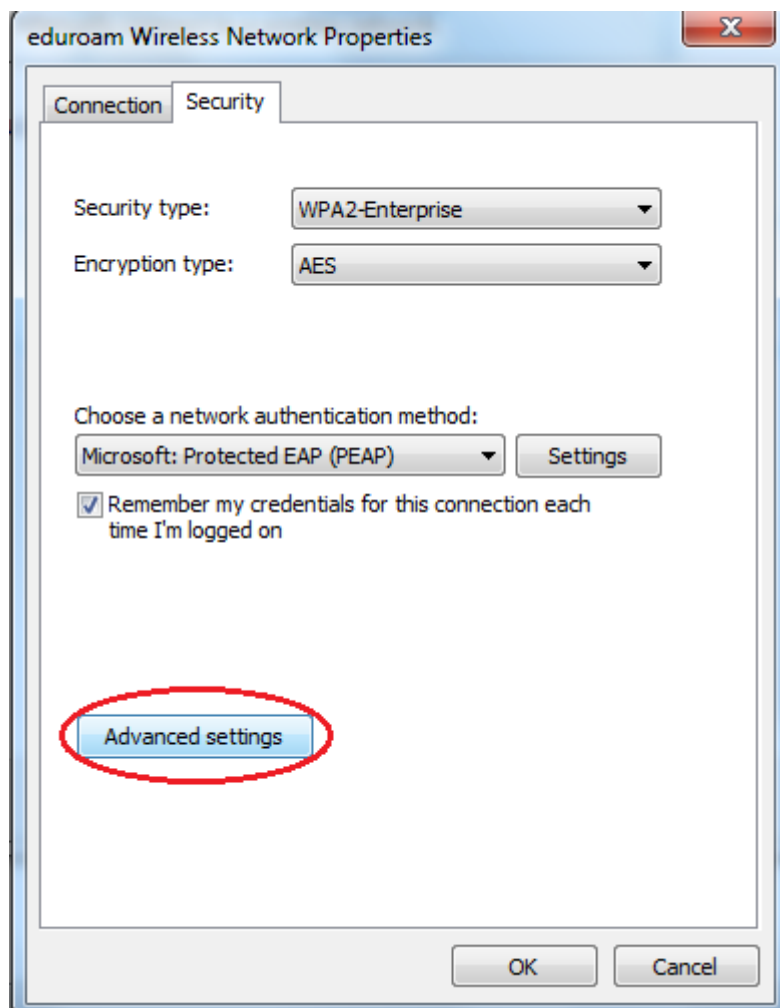 eduroam Wireless Network Properties
Connection
Security
Security type:
WPA2-Enterprise
Encryption type:
AES
Choose a network authentication method:
Microsoft: Protected EAP (PEAP)
Settings
Remember my credentials for this connection each
time I'm logged on
Advanced settings
OK
Cancel